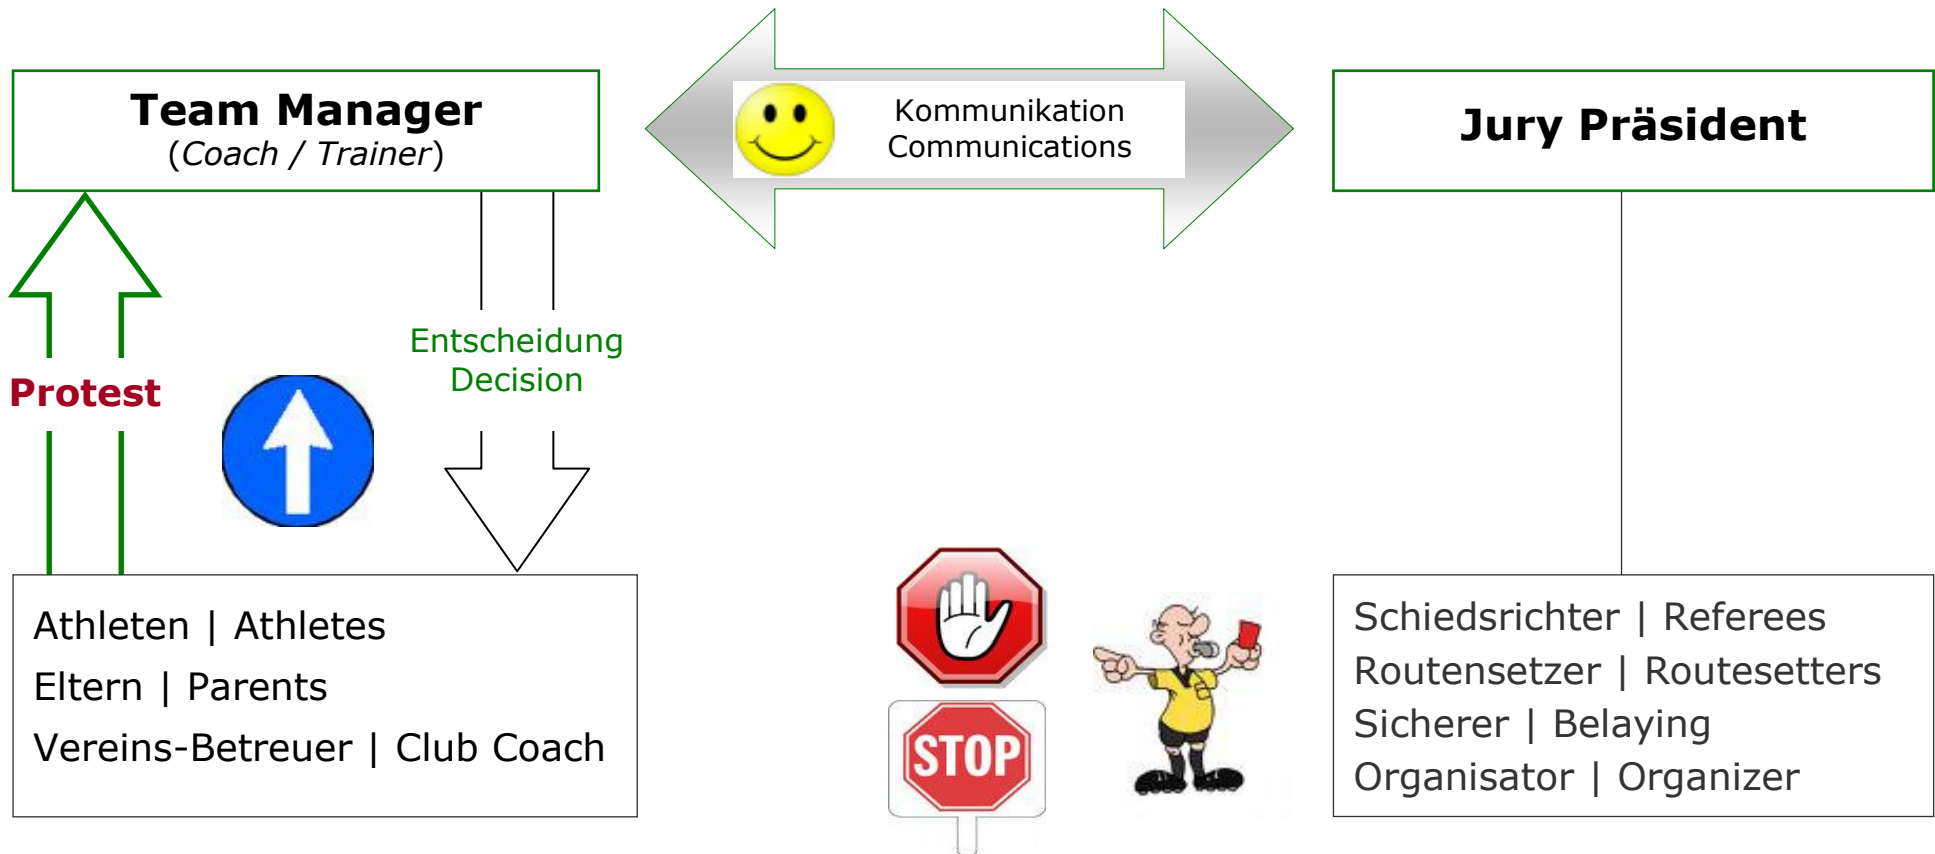 Team Manager
(Coach / Trainer)
Kommunikation
Communications
Jury Präsident
Protest
Entscheidung
Decision
Athleten | Athletes
Eltern | Parents
Vereins-Betreuer | Club Coach
STOP
Schiedsrichter | Referees
Routensetzer | Routesetters
Sicherer | Belaying
Organisator | Organizer